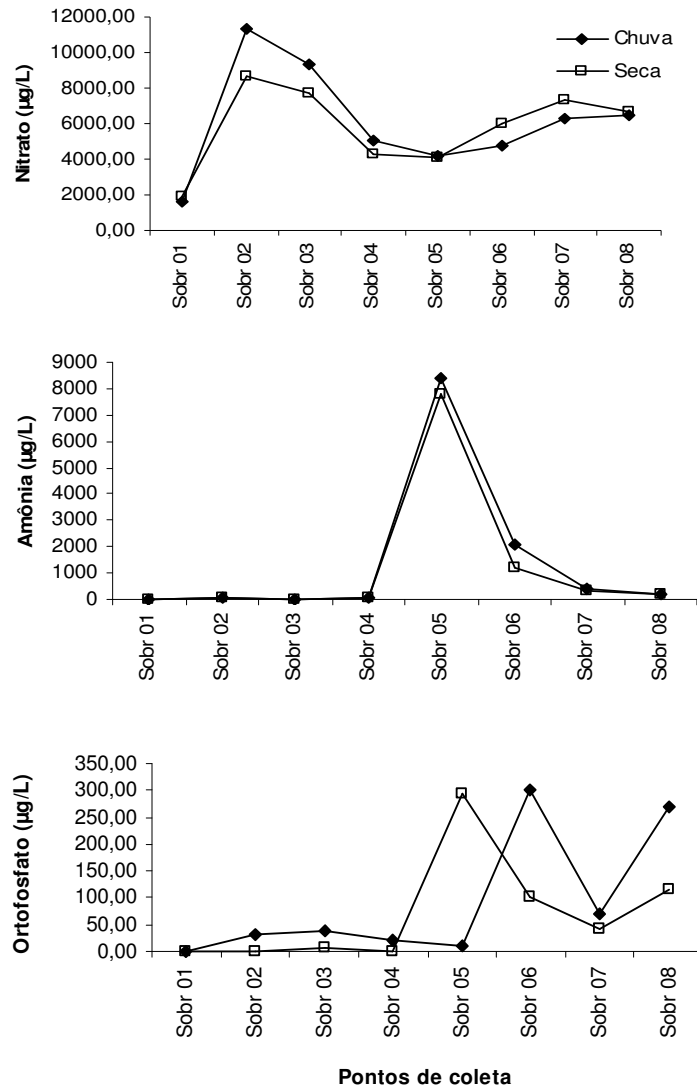 12000,00
10000,00
8000,00
6000,00
4000,00
2000,00
0,00
Nitrato (µg/L)
Chuva
Seca
Sobr 01
Sobr 02
Sobr 03
Sobr 04
Sobr 05
Sobr 06
Sobr 07
Sobr 08
9000
8000
7000
6000
5000
4000
3000
2000
1000
0
Amônia (µg/L)
Sobr 01
Sobr 02
Sobr 03
Sobr 04
Sobr 05
Sobr 06
Sobr 07
Sobr 08
350,00
300,00
250,00
200,00
150,00
100,00
50,00
0,00
Ortofosfato (µg/L)
Sobr 01
Sobr 02
Sobr 03
Sobr 04
Sobr 05
Sobr 06
Sobr 07
Sobr 08
Pontos de coleta